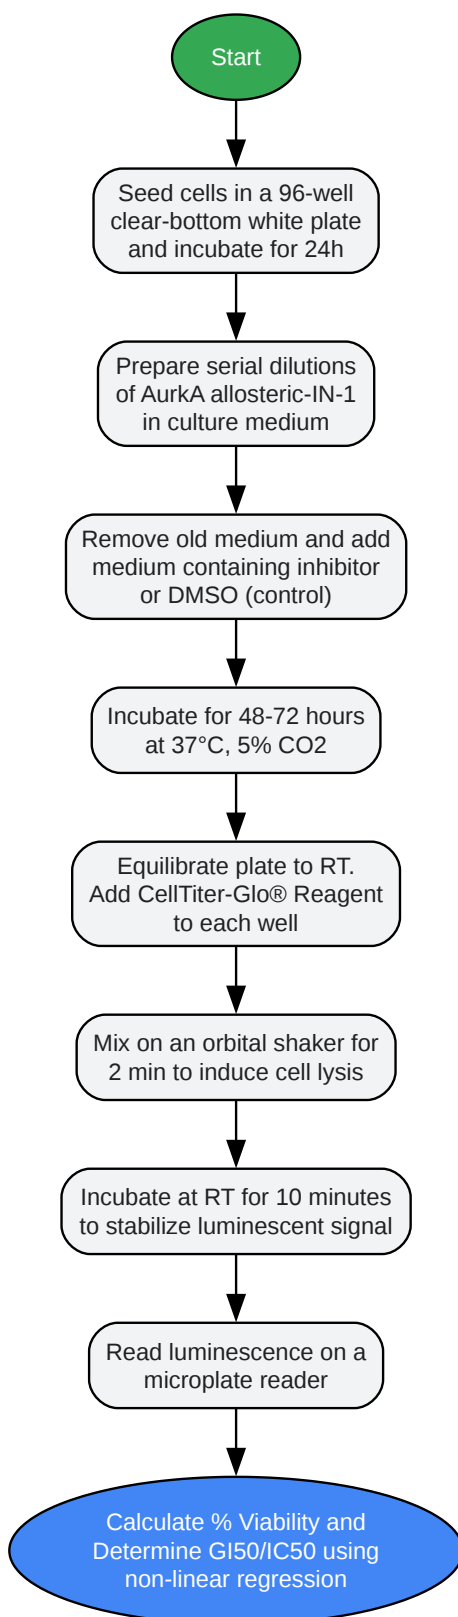 Start
Seed cells in a 96-well
clear-bottom white plate
and incubate for 24h
Prepare serial dilutions
of AurkA allosteric-IN-1
in culture medium
Remove old medium and add
medium containing inhibitor
or DMSO (control)
Incubate for 48-72 hours
at 37°C, 5% CO2
Equilibrate plate to RT.
Add CellTiter-Glo® Reagent
to each well
Mix on an orbital shaker for
2 min to induce cell lysis
Incubate at RT for 10 minutes
to stabilize luminescent signal
Read luminescence on a
microplate reader
Calculate % Viability and
Determine GI50/IC50 using
non-linear regression